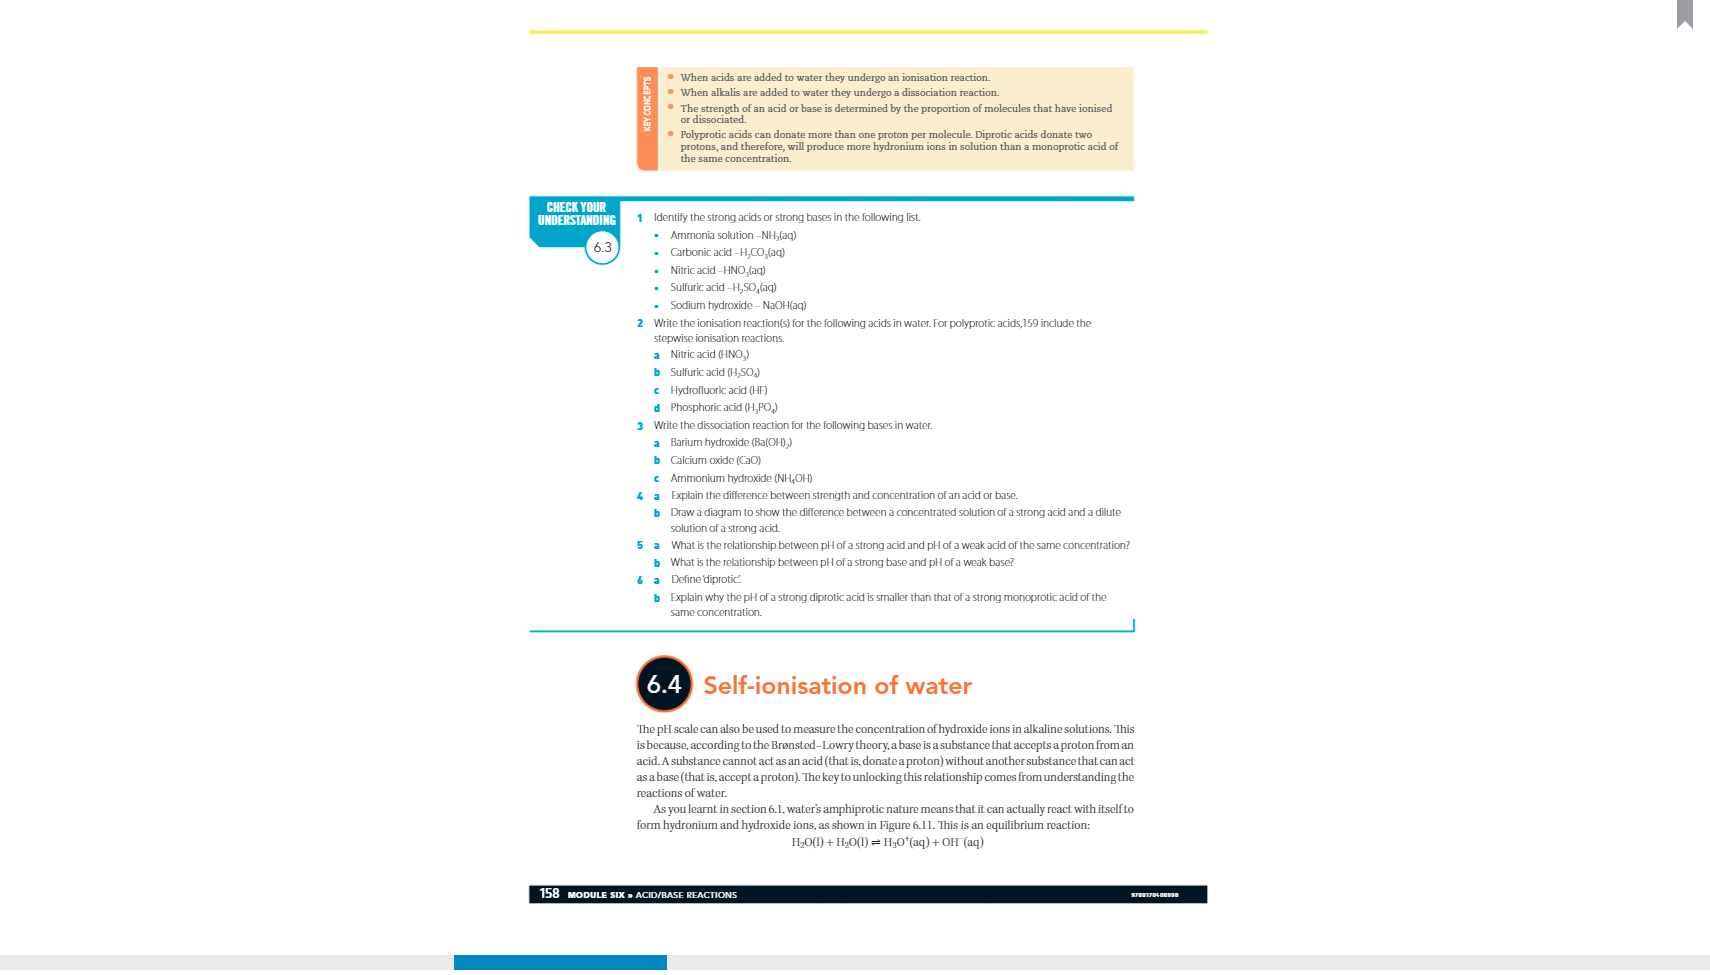 KEY CONCEPTS
● When acids are added to water they undergo an ionisation reaction.
● When alkalis are added to water they undergo a dissociation reaction.
● The strength of an acid or base is determined by the proportion of molecules that have ionised
or dissociated.
● Polyprotic acids can donate more than one proton per molecule. Diprotic acids donate two
protons, and therefore, will produce more hydronium ions in solution than a monoprotic acid of
the same concentration.
CHECK YOUR
UNDERSTANDING
6.3
1 Identify the strong acids or strong bases in the following list.
• Ammonia solution –NH₃(aq)
• Carbonic acid –H₂CO₃(aq)
• Nitric acid –HNO₃(aq)
• Sulfuric acid –H₂SO₄(aq)
• Sodium hydroxide – NaOH(aq)
2 Write the ionisation reaction(s) for the following acids in water. For polyprotic acids,159 include the
stepwise ionisation reactions.
a Nitric acid (HNO₃)
b Sulfuric acid (H₂SO₄)
c Hydrofluoric acid (HF)
d Phosphoric acid (H₃PO₄)
3 Write the dissociation reaction for the following bases in water.
a Barium hydroxide (Ba(OH)₂)
b Calcium oxide (CaO)
c Ammonium hydroxide (NH₄OH)
4 a Explain the difference between strength and concentration of an acid or base.
b Draw a diagram to show the difference between a concentrated solution of a strong acid and a dilute
solution of a strong acid.
5 a What is the relationship between pH of a strong acid and pH of a weak acid of the same concentration?
b What is the relationship between pH of a strong base and pH of a weak base?
6 a Define 'diprotic'.
b Explain why the pH of a strong diprotic acid is smaller than that of a strong monoprotic acid of the
same concentration.
6.4 Self-ionisation of water
The pH scale can also be used to measure the concentration of hydroxide ions in alkaline solutions. This
is because, according to the Brønsted–Lowry theory, a base is a substance that accepts a proton from an
acid. A substance cannot act as an acid (that is, donate a proton) without another substance that can act
as a base (that is, accept a proton). The key to unlocking this relationship comes from understanding the
reactions of water.
As you learnt in section 6.1, water's amphiprotic nature means that it can actually react with itself to
form hydronium and hydroxide ions, as shown in Figure 6.11. This is an equilibrium reaction:
H₂O(l) + H₂O(l) ⇌ H₃O⁺(aq) + OH⁻(aq)
158 MODULE SIX » ACID/BASE REACTIONS
9780170408998